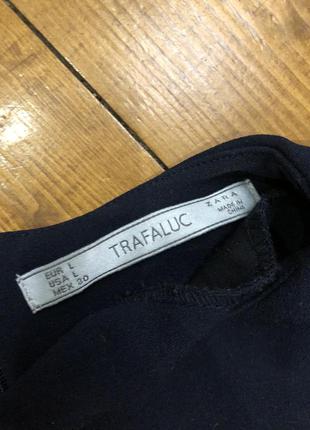 EUR L
USA L
MEX 30
TRAFALUC
ZARA
MADE IN
CHINA